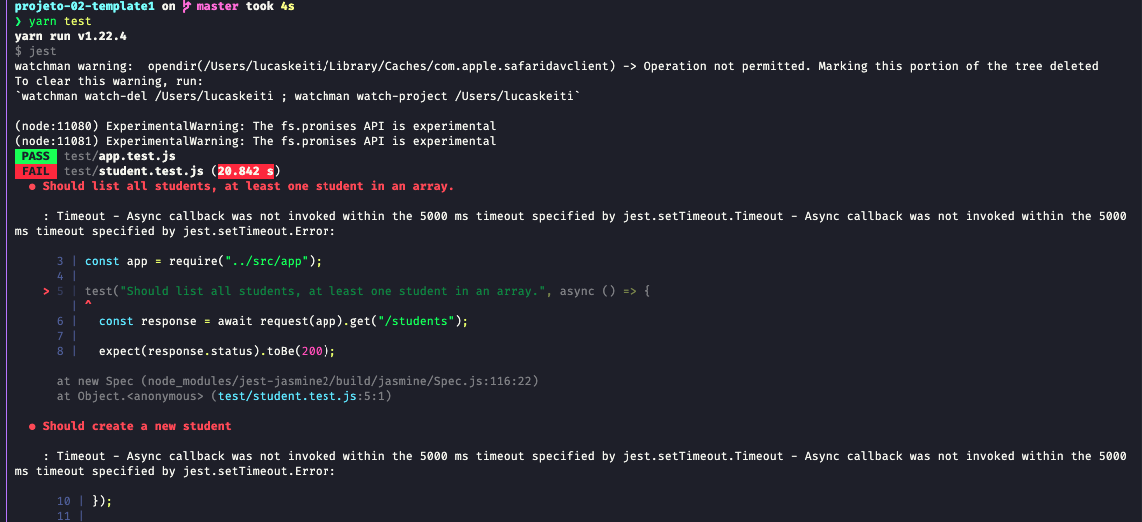 projeto-02-template1 on master took 4s
❯ yarn test
yarn run v1.22.4
$ jest
watchman warning:  opendir(/Users/lucaskeiti/Library/Caches/com.apple.safaridavclient) -> Operation not permitted. Marking this portion of the tree deleted
To clear this warning, run:
`watchman watch-del /Users/lucaskeiti ; watchman watch-project /Users/lucaskeiti`
(node:11080) ExperimentalWarning: The fs.promises API is experimental
(node:11081) ExperimentalWarning: The fs.promises API is experimental
PASS test/app.test.js
FAIL test/student.test.js (20.842 s)
● Should list all students, at least one student in an array.
: Timeout - Async callback was not invoked within the 5000 ms timeout specified by jest.setTimeout.Timeout - Async callback was not invoked within the 5000
ms timeout specified by jest.setTimeout.Error:
3 | const app = require("../src/app");
4 |
> 5 | test("Should list all students, at least one student in an array.", async () => {
| ^
6 | const response = await request(app).get("/students");
7 |
8 | expect(response.status).toBe(200);
at new Spec (node_modules/jest-jasmine2/build/jasmine/Spec.js:116:22)
at Object.<anonymous> (test/student.test.js:5:1)
● Should create a new student
: Timeout - Async callback was not invoked within the 5000 ms timeout specified by jest.setTimeout.Timeout - Async callback was not invoked within the 5000
ms timeout specified by jest.setTimeout.Error:
10 | });
11 |